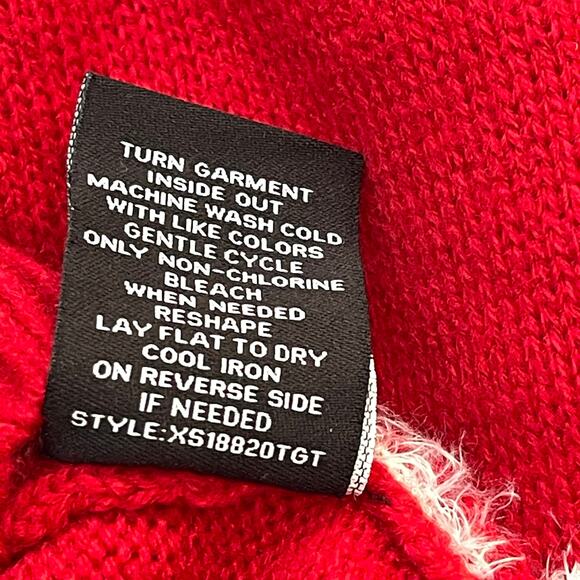 TURN GARMENT
INSIDE OUT
MACHINE WASH COLD
WITH LIKE COLORS
GENTLE CYCLE
ONLY NON-CHLORINE
BLEACH
WHEN NEEDED
RESHAPE
LAY FLAT TO DRY
COOL IRON
ON REVERSE SIDE
IF NEEDED
STYLE:XS18820TGT